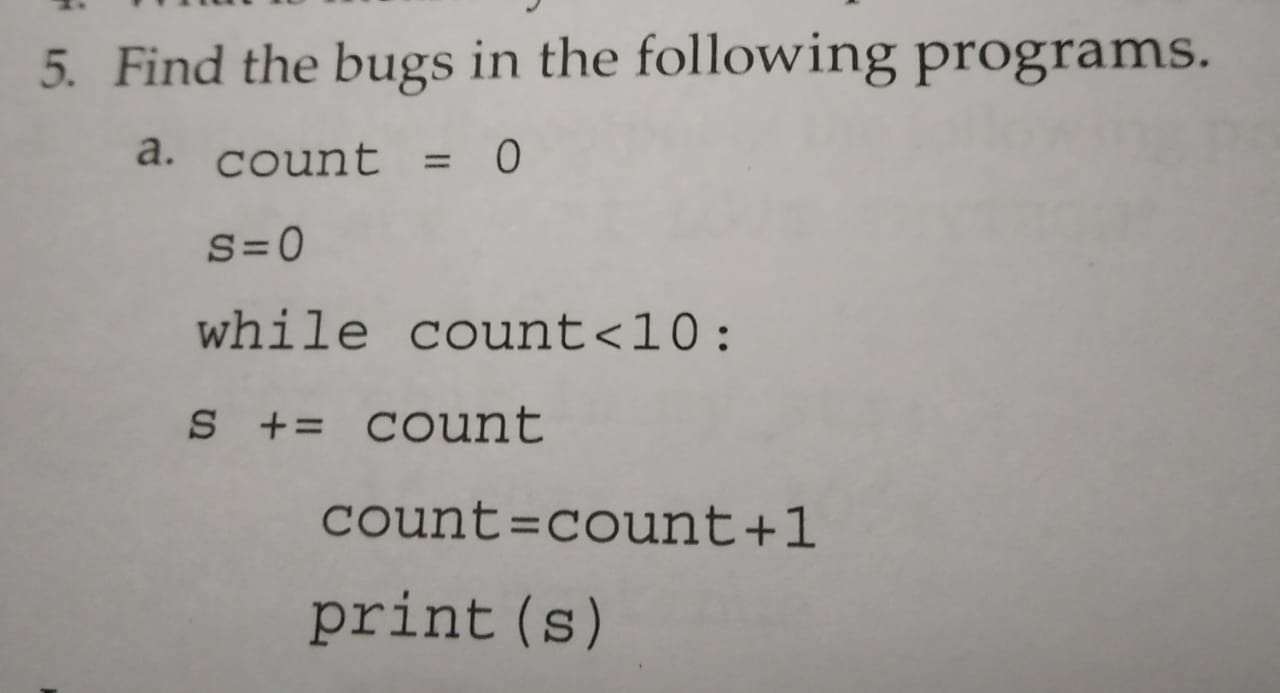 5. Find the bugs in the following programs.
a. count = 0
s=0
while count<10:
s += count
count=count+1
print(s)